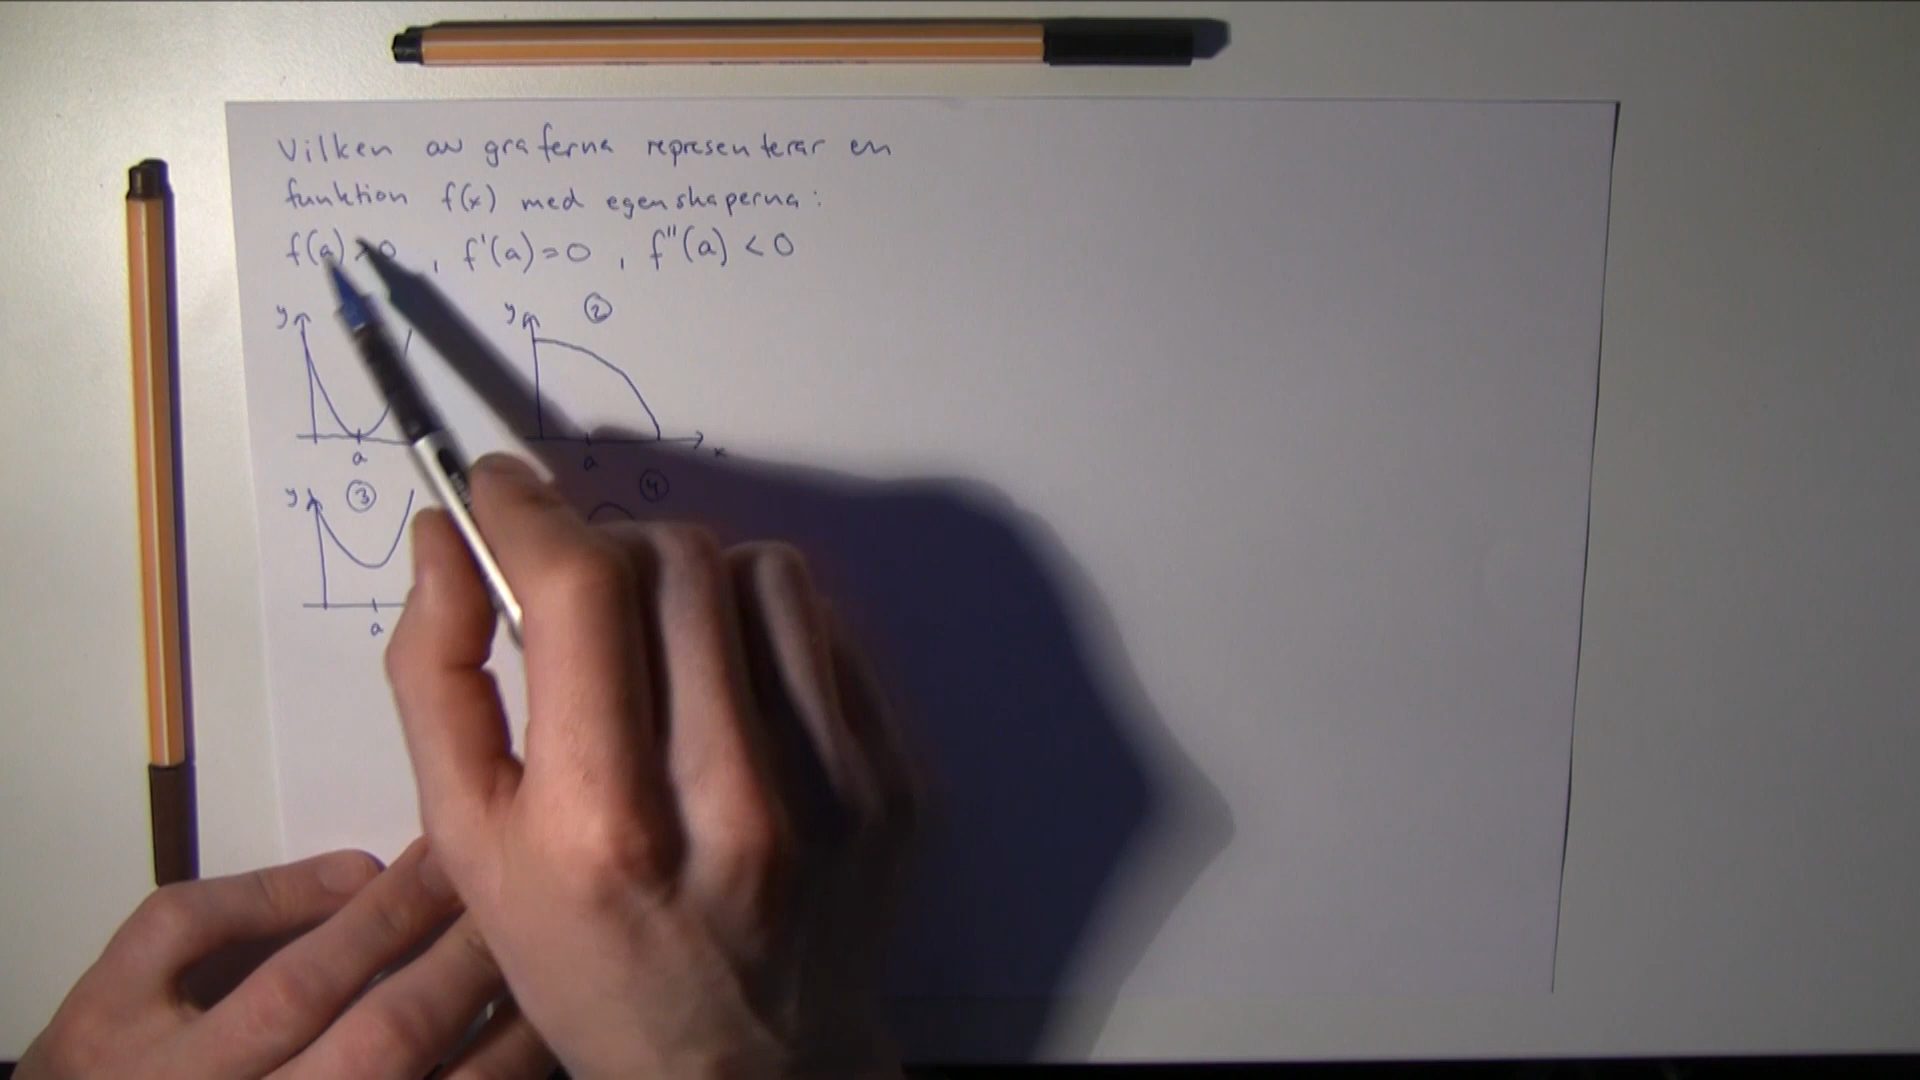 Vilken av graferna representerar en
funktion f(x) med egenskaperna:
f(a) > 0 , f'(a) = 0 , f''(a) < 0
y
y ②
a
a x
y ③
④
a